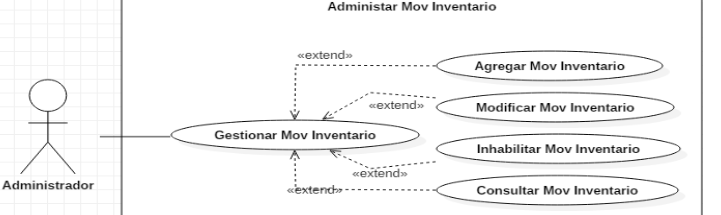 Administar Mov Inventario
«extend»
Agregar Mov Inventario
«extend»
Modificar Mov Inventario
Gestionar Mov Inventario
Inhabilitar Mov Inventario
«extend»
Administrador
«extend»
Consultar Mov Inventario